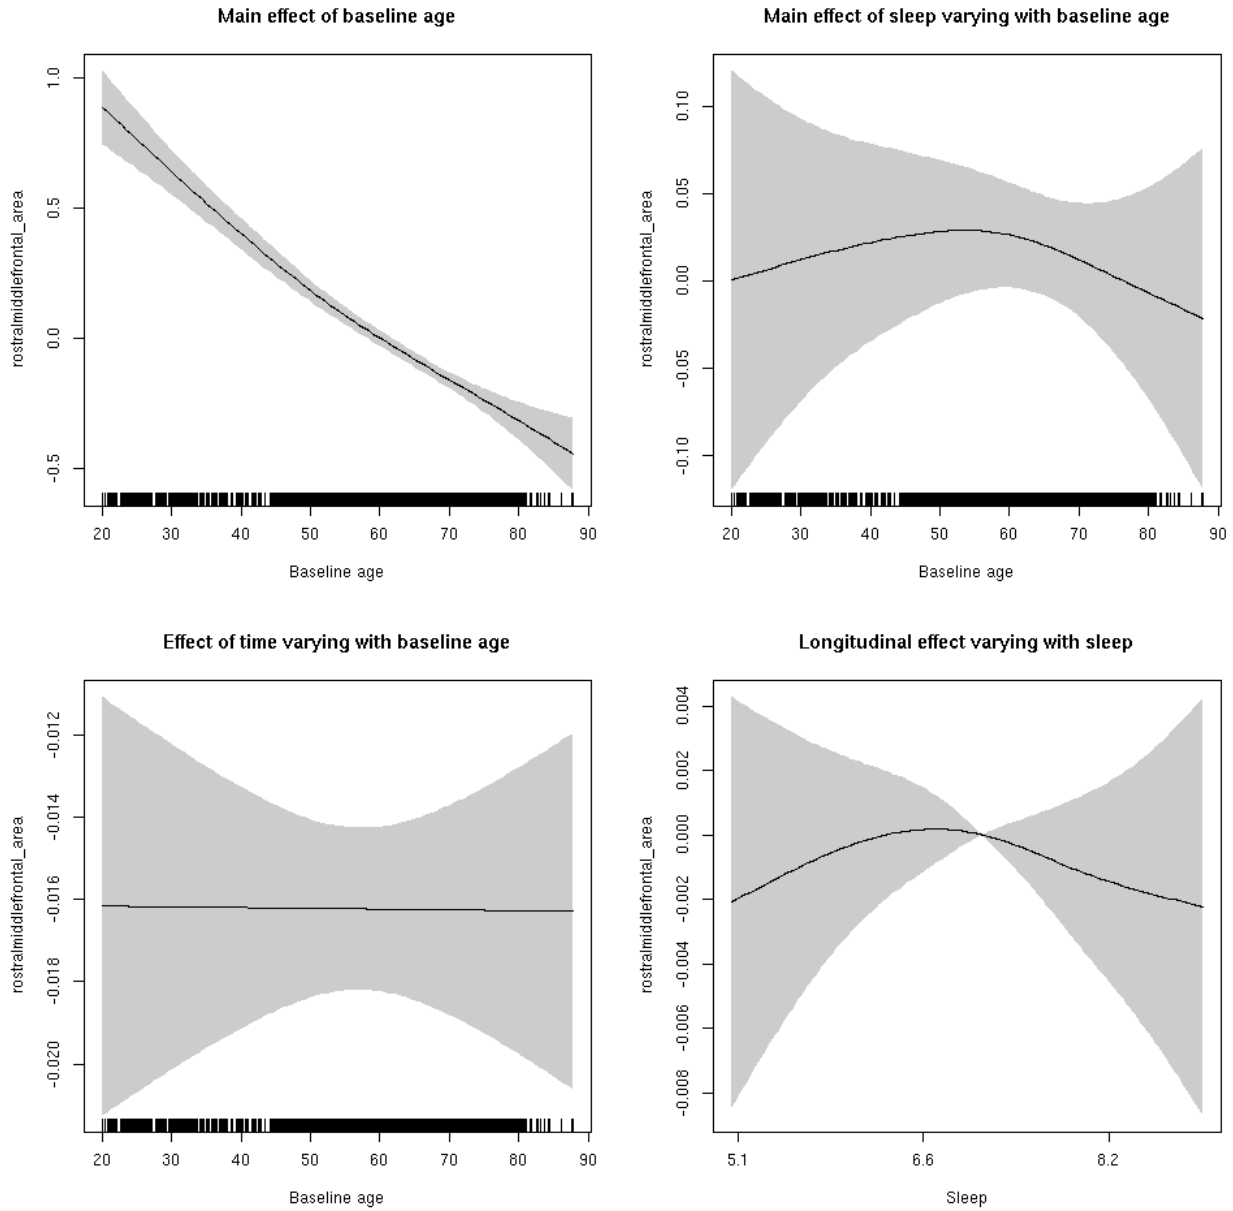 Main effect of baseline age
rostralmiddlefrontal_area
1.0
0.5
0.0
-0.5
20 30 40 50 60 70 80 90
Baseline age
Main effect of sleep varying with baseline age
rostralmiddlefrontal_area
0.10
0.05
0.00
-0.05
-0.10
20 30 40 50 60 70 80 90
Baseline age
Effect of time varying with baseline age
rostralmiddlefrontal_area
-0.012
-0.014
-0.016
-0.018
-0.020
20 30 40 50 60 70 80 90
Baseline age
Longitudinal effect varying with sleep
rostralmiddlefrontal_area
0.004
0.002
0.000
-0.002
-0.004
-0.006
-0.008
5.1 6.6 8.2
Sleep